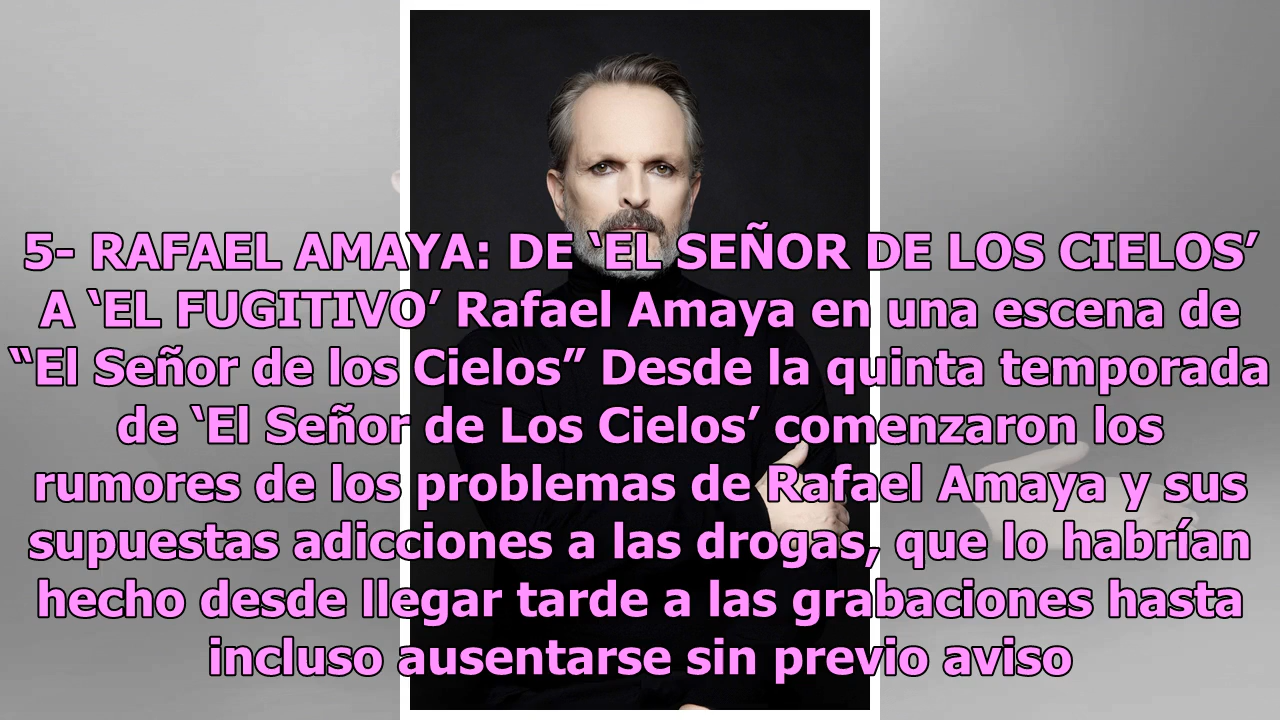 5- RAFAEL AMAYA: DE ‘EL SEÑOR DE LOS CIELOS’
A ‘EL FUGITIVO’ Rafael Amaya en una escena de
“El Señor de los Cielos” Desde la quinta temporada
de ‘El Señor de Los Cielos’ comenzaron los
rumores de los problemas de Rafael Amaya y sus
supuestas adicciones a las drogas, que lo habrían
hecho desde llegar tarde a las grabaciones hasta
incluso ausentarse sin previo aviso